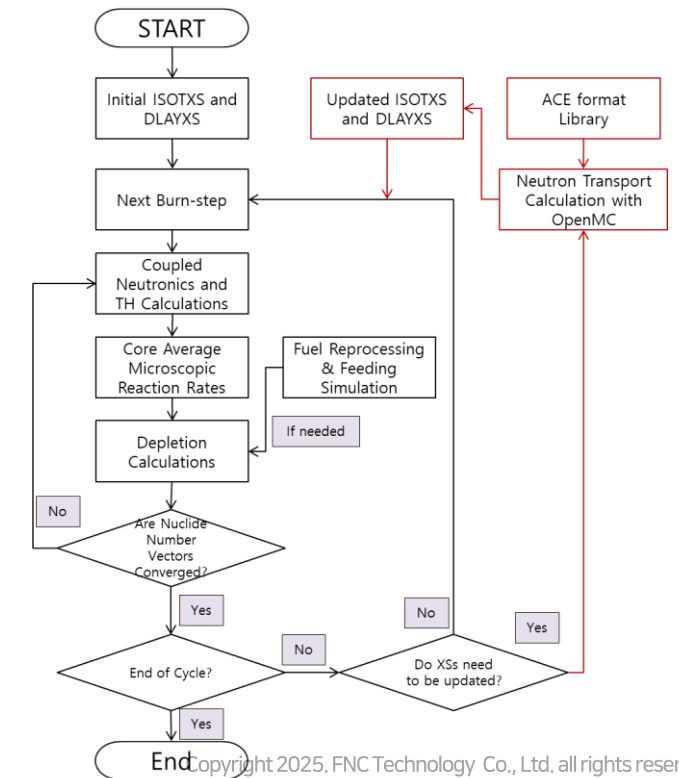 START
Initial ISOTXS and
DLAYXS
Updated ISOTXS
and DLAYXS
ACE format
Library
Next Burn-step
Neutron Transport
Calculation with
OpenMC
Coupled
Neutronics and
TH Calculations
Core Average
Microscopic
Reaction Rates
Fuel Reprocessing
& Feeding
Simulation
If needed
Depletion
Calculations
No
Are Nuclide
Number
Vectors
Converged?
Yes
No
Yes
No
End of Cycle?
Do XSs need
to be updated?
Yes
End
Copyright 2025. FNC Technology Co., Ltd. all rights reser